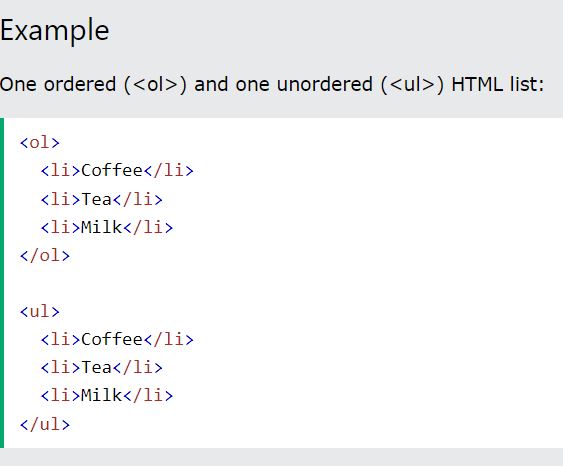 Example
One ordered (<ol>) and one unordered (<ul>) HTML list:
<ol>
  <li>Coffee</li>
  <li>Tea</li>
  <li>Milk</li>
</ol>

<ul>
  <li>Coffee</li>
  <li>Tea</li>
  <li>Milk</li>
</ul>